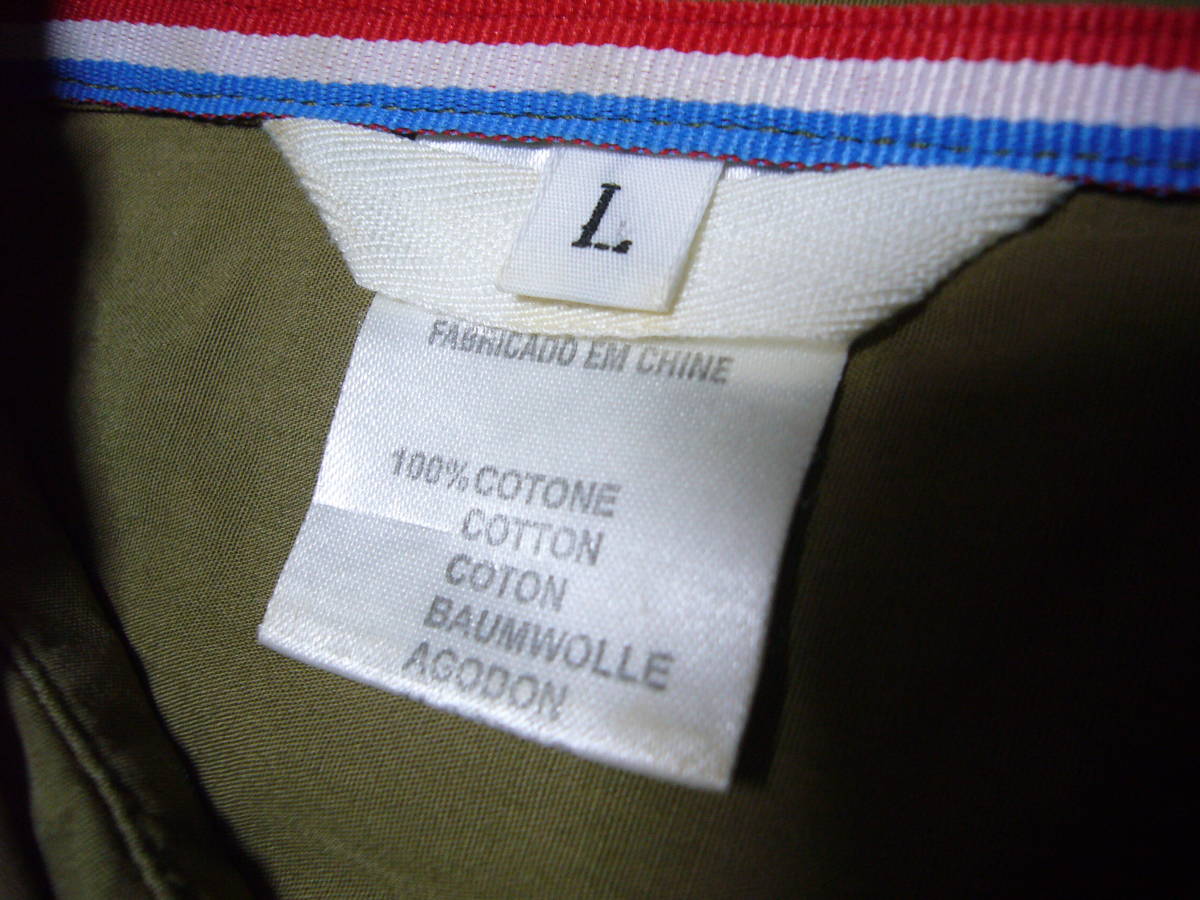 L
FABRICADO EM CHINE
100% COTONE
COTTON
COTON
BAUMWOLLE
AGODON